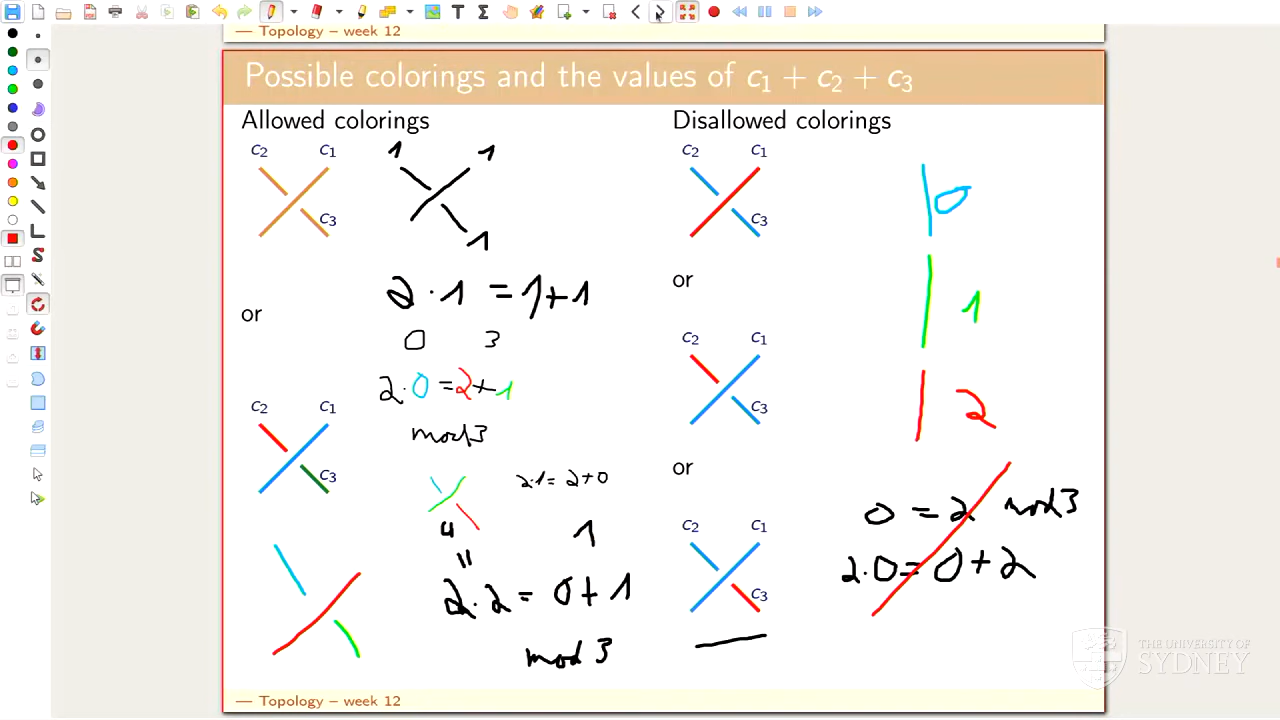 — Topology – week 12
Possible colorings and the values of c₁ + c₂ + c₃
Allowed colorings
c₂ c₁
c₃
1 1
1
2 · 1 = 1 + 1
or
0 3
2 · 0 = 2 + 1
mod 3
c₂ c₁
c₃
2·1 = 2 + 0
4 1
=
2 · 2 = 0 + 1
mod 3
Disallowed colorings
c₂ c₁
c₃
or
c₂ c₁
c₃
or
c₂ c₁
c₃
0
1
2
0 = 2 mod 3
2·0 = 0 + 2
THE UNIVERSITY OF
SYDNEY
— Topology – week 12